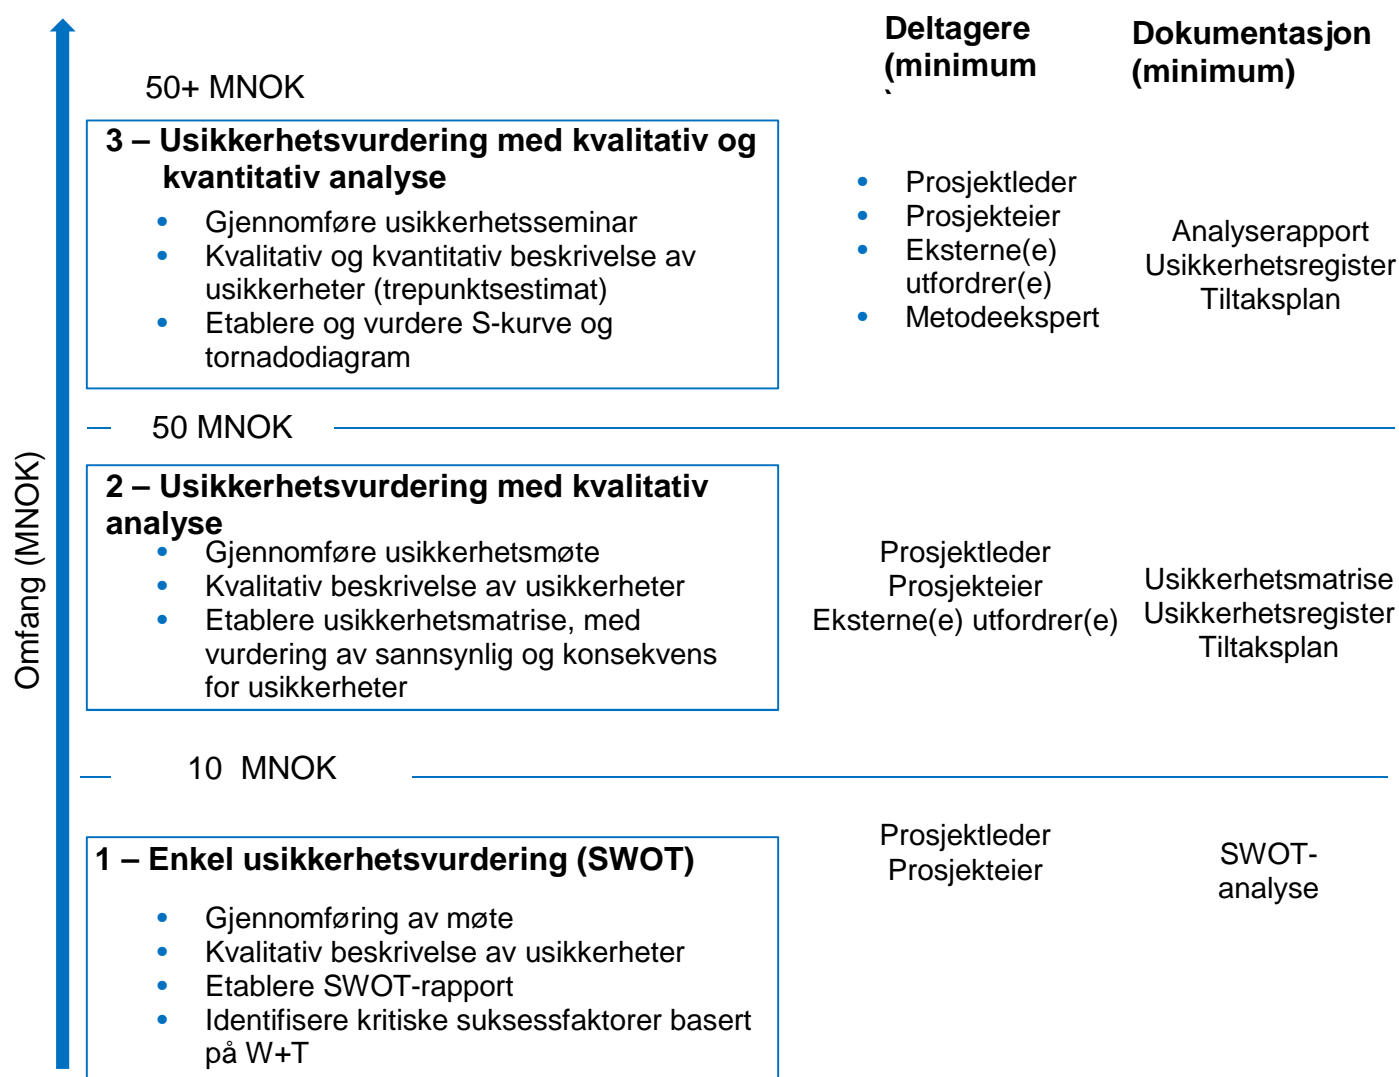 Deltagere
(minimum
)
Dokumentasjon
(minimum)
50+ MNOK
3 – Usikkerhetsvurdering med kvalitativ og
kvantitativ analyse
• Gjennomføre usikkerhetsseminar
• Kvalitativ og kvantitativ beskrivelse av
usikkerheter (trepunktsestimat)
• Etablere og vurdere S-kurve og
tornadodiagram
• Prosjektleder
• Prosjekteier
• Eksterne(e)
utfordrer(e)
• Metodeekspert
Analyserapport
Usikkerhetsregister
Tiltaksplan
50 MNOK
Omfang (MNOK)
2 – Usikkerhetsvurdering med kvalitativ
analyse
• Gjennomføre usikkerhetsmøte
• Kvalitativ beskrivelse av usikkerheter
• Etablere usikkerhetsmatrise, med
vurdering av sannsynlig og konsekvens
for usikkerheter
Prosjektleder
Prosjekteier
Eksterne(e) utfordrer(e)
Usikkerhetsmatrise
Usikkerhetsregister
Tiltaksplan
10 MNOK
1 – Enkel usikkerhetsvurdering (SWOT)
• Gjennomføring av møte
• Kvalitativ beskrivelse av usikkerheter
• Etablere SWOT-rapport
• Identifisere kritiske suksessfaktorer basert
på W+T
Prosjektleder
Prosjekteier
SWOT-
analyse